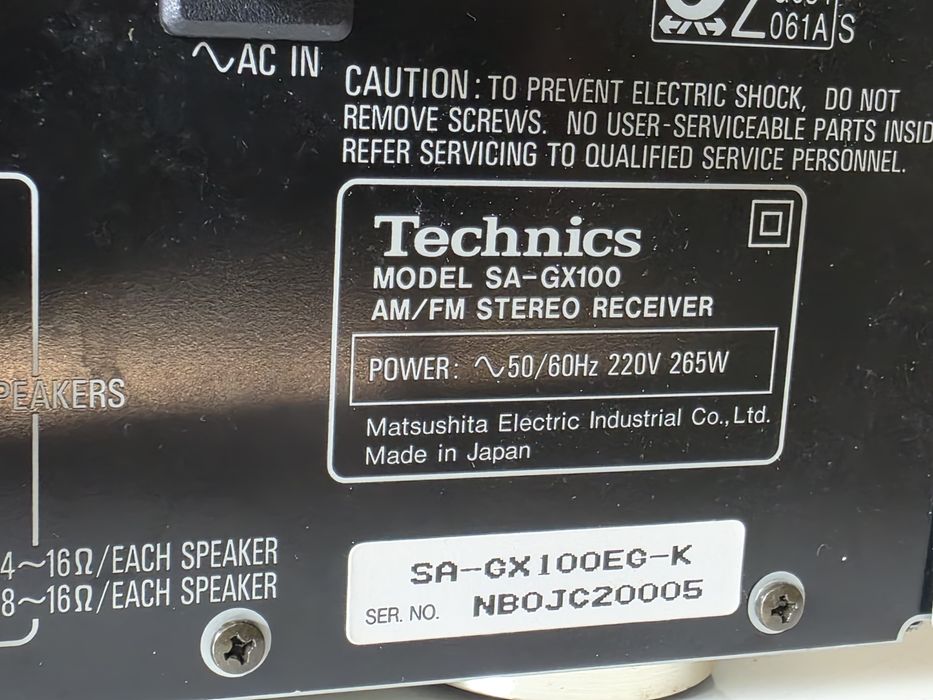 061A S
∿ AC IN
CAUTION: TO PREVENT ELECTRIC SHOCK, DO NOT
REMOVE SCREWS. NO USER-SERVICEABLE PARTS INSID
REFER SERVICING TO QUALIFIED SERVICE PERSONNEL.
Technics
MODEL SA-GX100
AM/FM STEREO RECEIVER
POWER: ∿50/60Hz 220V 265W
Matsushita Electric Industrial Co., Ltd.
Made in Japan
PEAKERS
4~16Ω/EACH SPEAKER
8~16Ω/EACH SPEAKER
SA-GX100EG-K
SER. NO. NB0JC20005